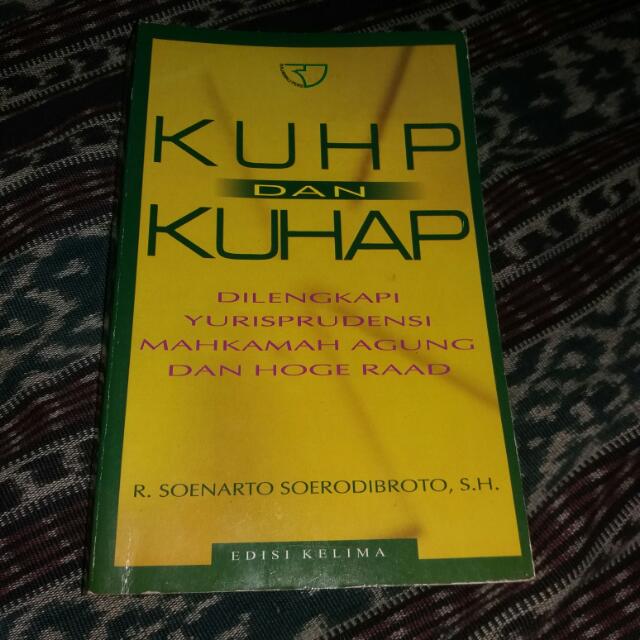 KUHP
DAN
KUHAP
DILENGKAPI
YURISPRUDENSI
MAHKAMAH AGUNG
DAN HOGE RAAD
R. SOENARTO SOERODIBROTO, S.H.
EDISI KELIMA